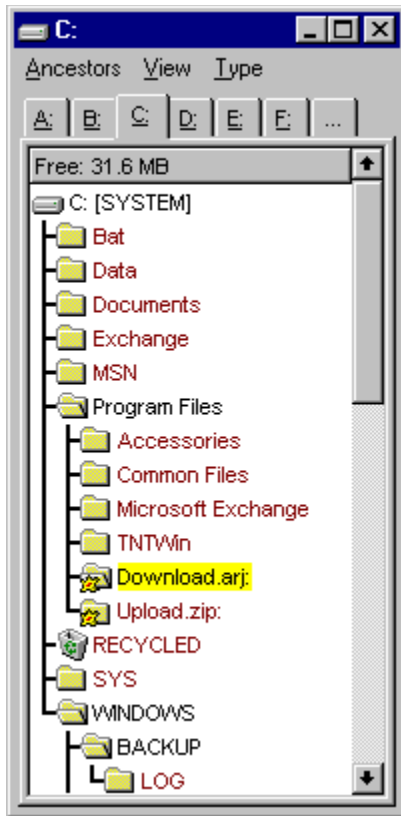 C:
Ancestors View Type
A: B: C: D: E: F: ...
Free: 31.6 MB
C: [SYSTEM]
Bat
Data
Documents
Exchange
MSN
Program Files
Accessories
Common Files
Microsoft Exchange
TNTWin
Download.arj:
Upload.zip:
RECYCLED
SYS
WINDOWS
BACKUP
LOG